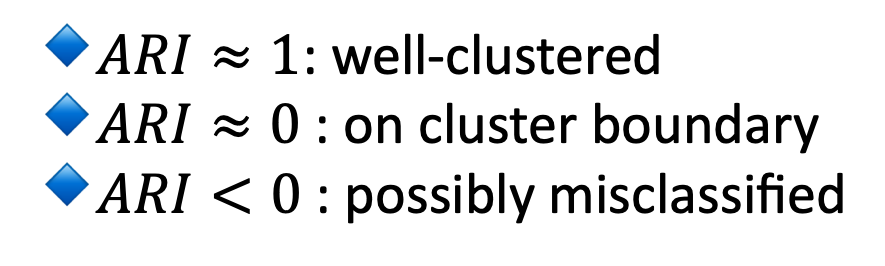 🔷ARI ≈ 1: well-clustered
🔷ARI ≈ 0 : on cluster boundary
🔷ARI < 0 : possibly misclassified